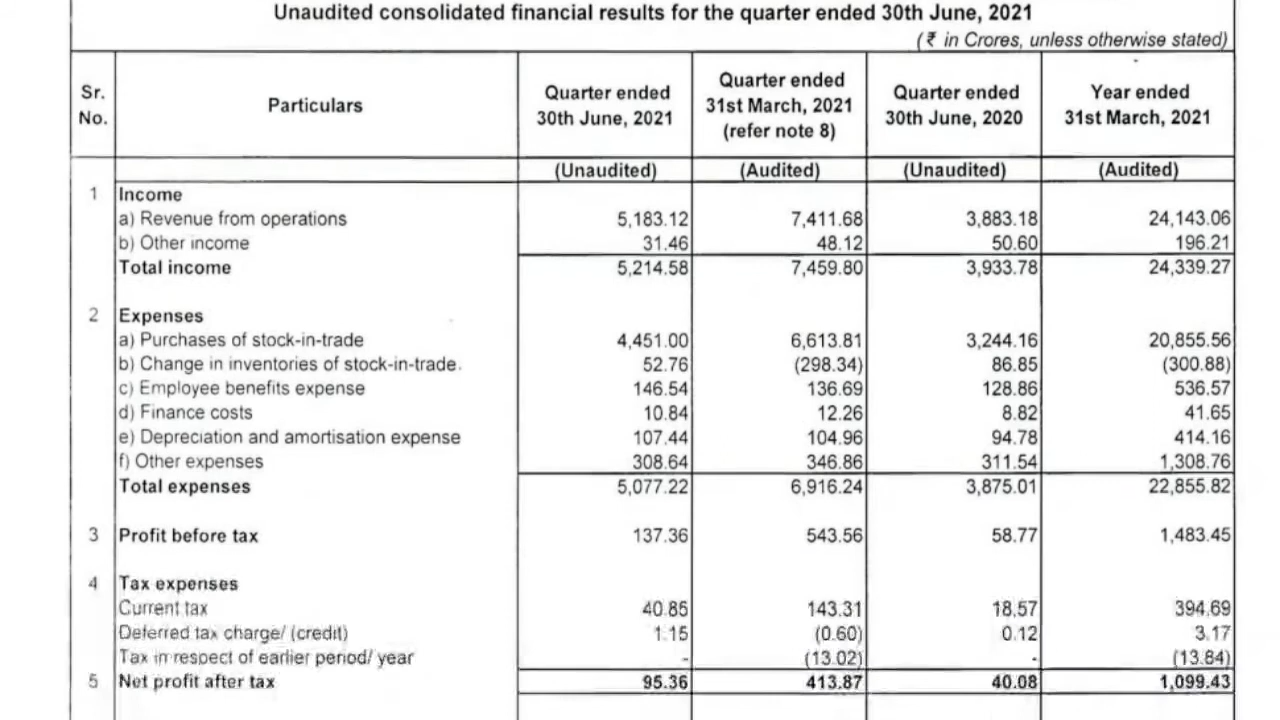 Unaudited consolidated financial results for the quarter ended 30th June, 2021
(₹ in Crores, unless otherwise stated)
Sr. No. Particulars Quarter ended 30th June, 2021 Quarter ended 31st March, 2021 (refer note 8) Quarter ended 30th June, 2020 Year ended 31st March, 2021
(Unaudited) (Audited) (Unaudited) (Audited)
1 Income
a) Revenue from operations 5,183.12 7,411.68 3,883.18 24,143.06
b) Other income 31.46 48.12 50.60 196.21
Total income 5,214.58 7,459.80 3,933.78 24,339.27
2 Expenses
a) Purchases of stock-in-trade 4,451.00 6,613.81 3,244.16 20,855.56
b) Change in inventories of stock-in-trade. 52.76 (298.34) 86.85 (300.88)
c) Employee benefits expense 146.54 136.69 128.86 536.57
d) Finance costs 10.84 12.26 8.82 41.65
e) Depreciation and amortisation expense 107.44 104.96 94.78 414.16
f) Other expenses 308.64 346.86 311.54 1,308.76
Total expenses 5,077.22 6,916.24 3,875.01 22,855.82
3 Profit before tax 137.36 543.56 58.77 1,483.45
4 Tax expenses
Current tax 40.85 143.31 18.57 394.69
Deferred tax charge/ (credit) 1.15 (0.60) 0.12 3.17
Tax in respect of earlier period/ year - (13.02) - (13.84)
5 Net profit after tax 95.36 413.87 40.08 1,099.43